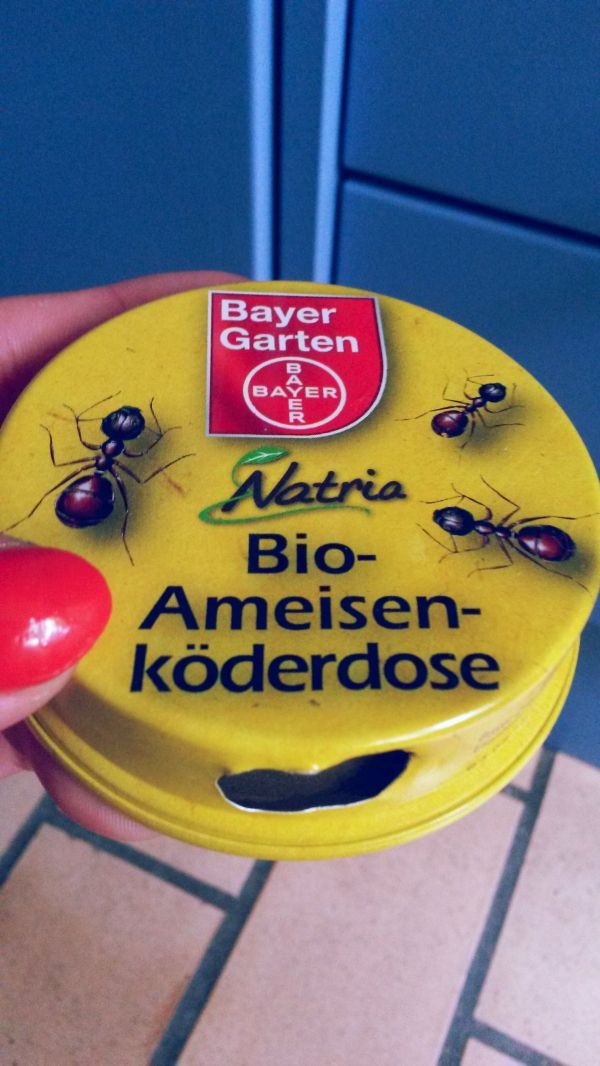 Bayer
Garten
BAYER
BAYER
Natria
Bio-
Ameisen-
köderdose